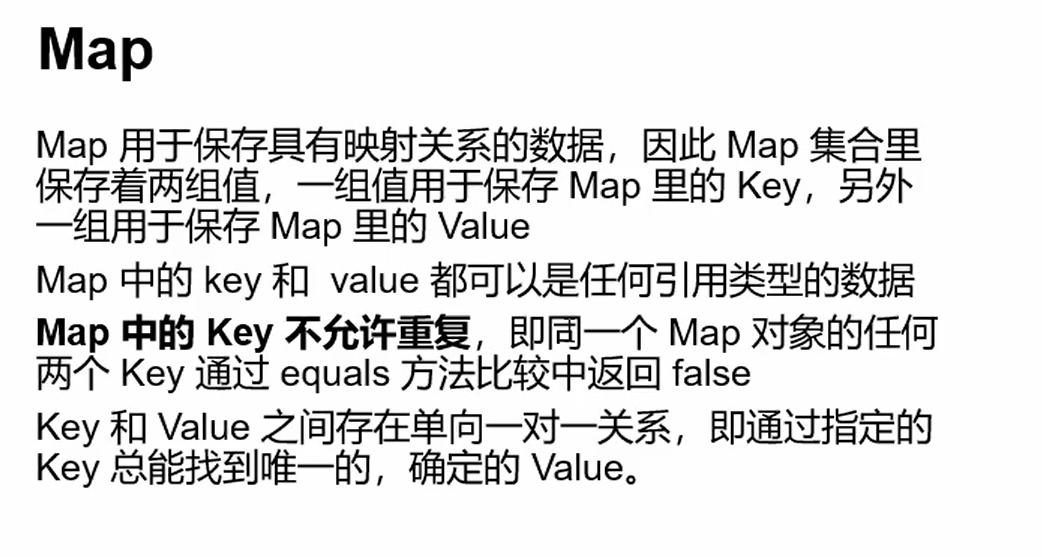 Map
Map 用于保存具有映射关系的数据，因此 Map 集合里
保存着两组值，一组值用于保存 Map 里的 Key，另外
一组用于保存 Map 里的 Value
Map 中的 key 和 value 都可以是任何引用类型的数据
Map 中的 Key 不允许重复，即同一个 Map 对象的任何
两个 Key 通过 equals 方法比较中返回 false
Key 和 Value 之间存在单向一对一关系，即通过指定的
Key 总能找到唯一的，确定的 Value。